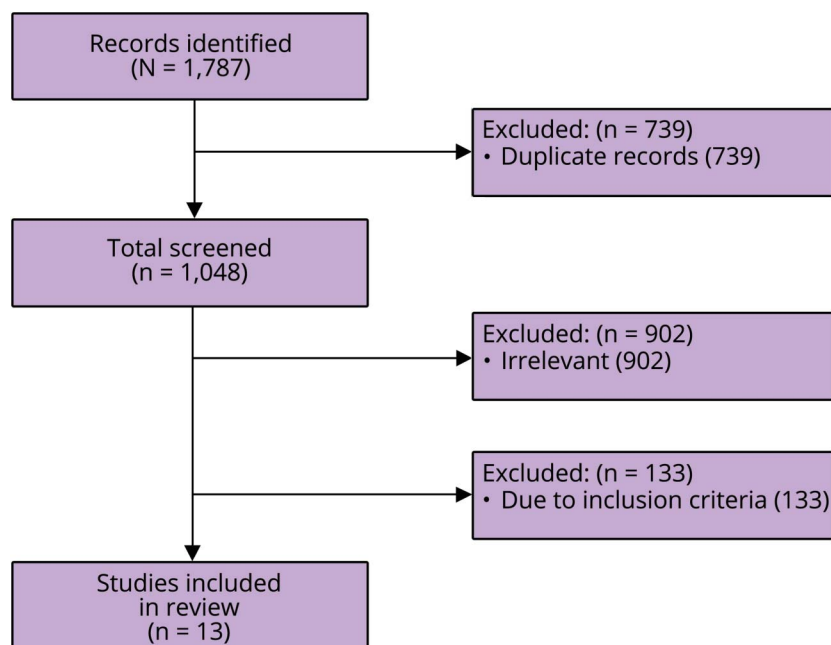 Records identified
(N = 1,787)
Excluded: (n = 739)
• Duplicate records (739)
Total screened
(n = 1,048)
Excluded: (n = 902)
• Irrelevant (902)
Excluded: (n = 133)
• Due to inclusion criteria (133)
Studies included
in review
(n = 13)